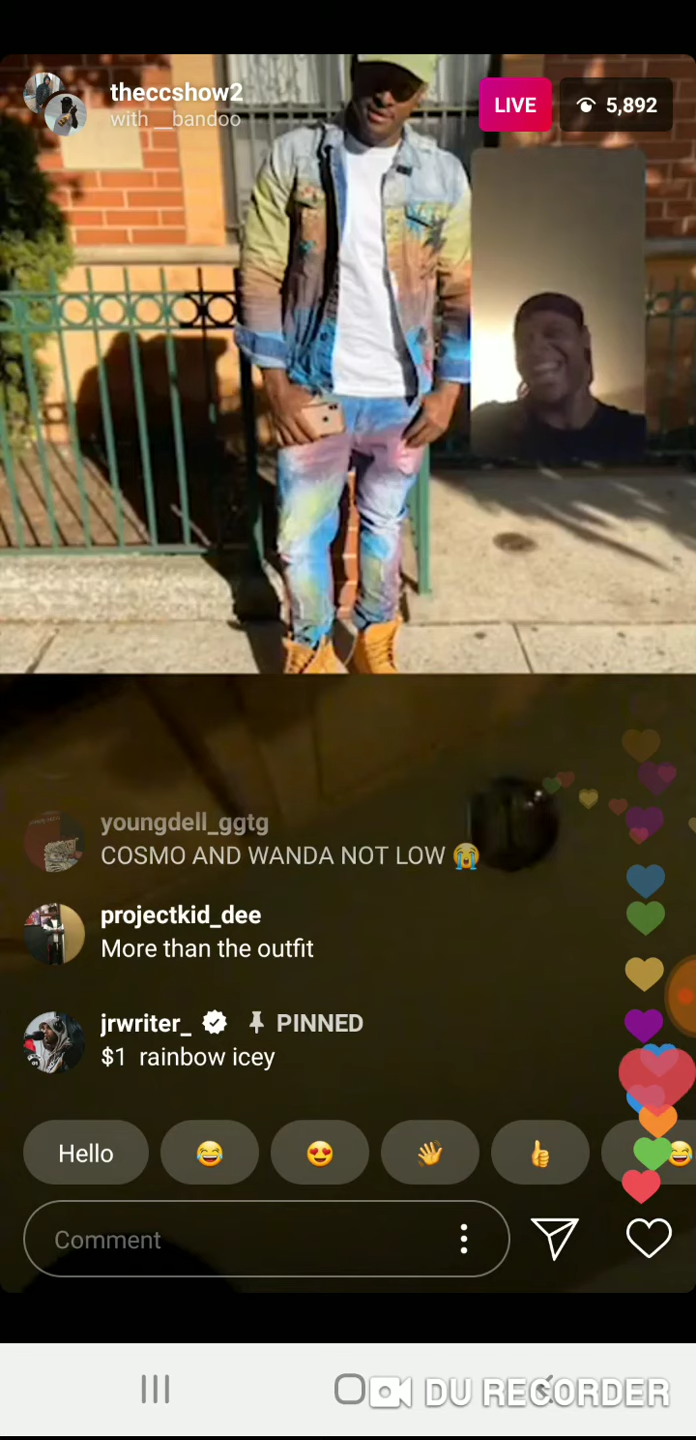 theccshow2
with __bandoo
LIVE
5,892
youngdell_ggtg
COSMO AND WANDA NOT LOW 😭
projectkid_dee
More than the outfit
jrwriter_ PINNED
$1 rainbow icey
Hello
Comment
DU RECORDER